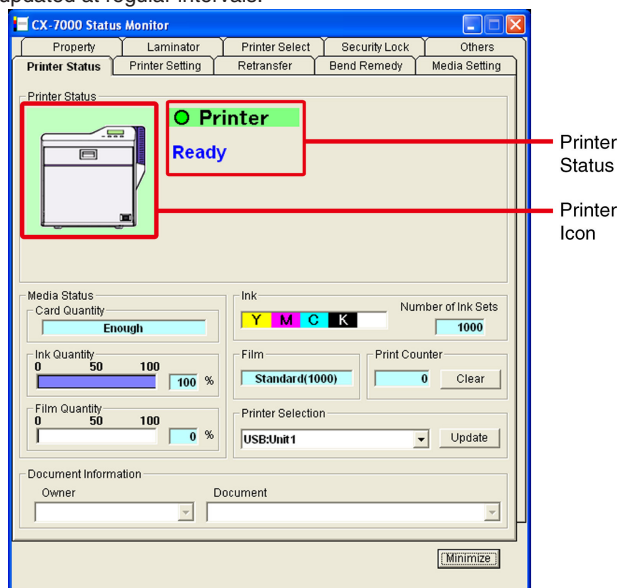 updated at regular intervals.
CX-7000 Status Monitor
Property Laminator Printer Select Security Lock Others
Printer Status Printer Setting Retransfer Bend Remedy Media Setting
Printer Status
Printer
Ready
Printer
Status
Printer
Icon
Media Status
Card Quantity
Enough
Ink
Y M C K
Number of Ink Sets
1000
Ink Quantity
0 50 100
100 %
Film
Standard(1000)
Print Counter
0 Clear
Film Quantity
0 50 100
0 %
Printer Selection
USB:Unit1 Update
Document Information
Owner Document
Minimize